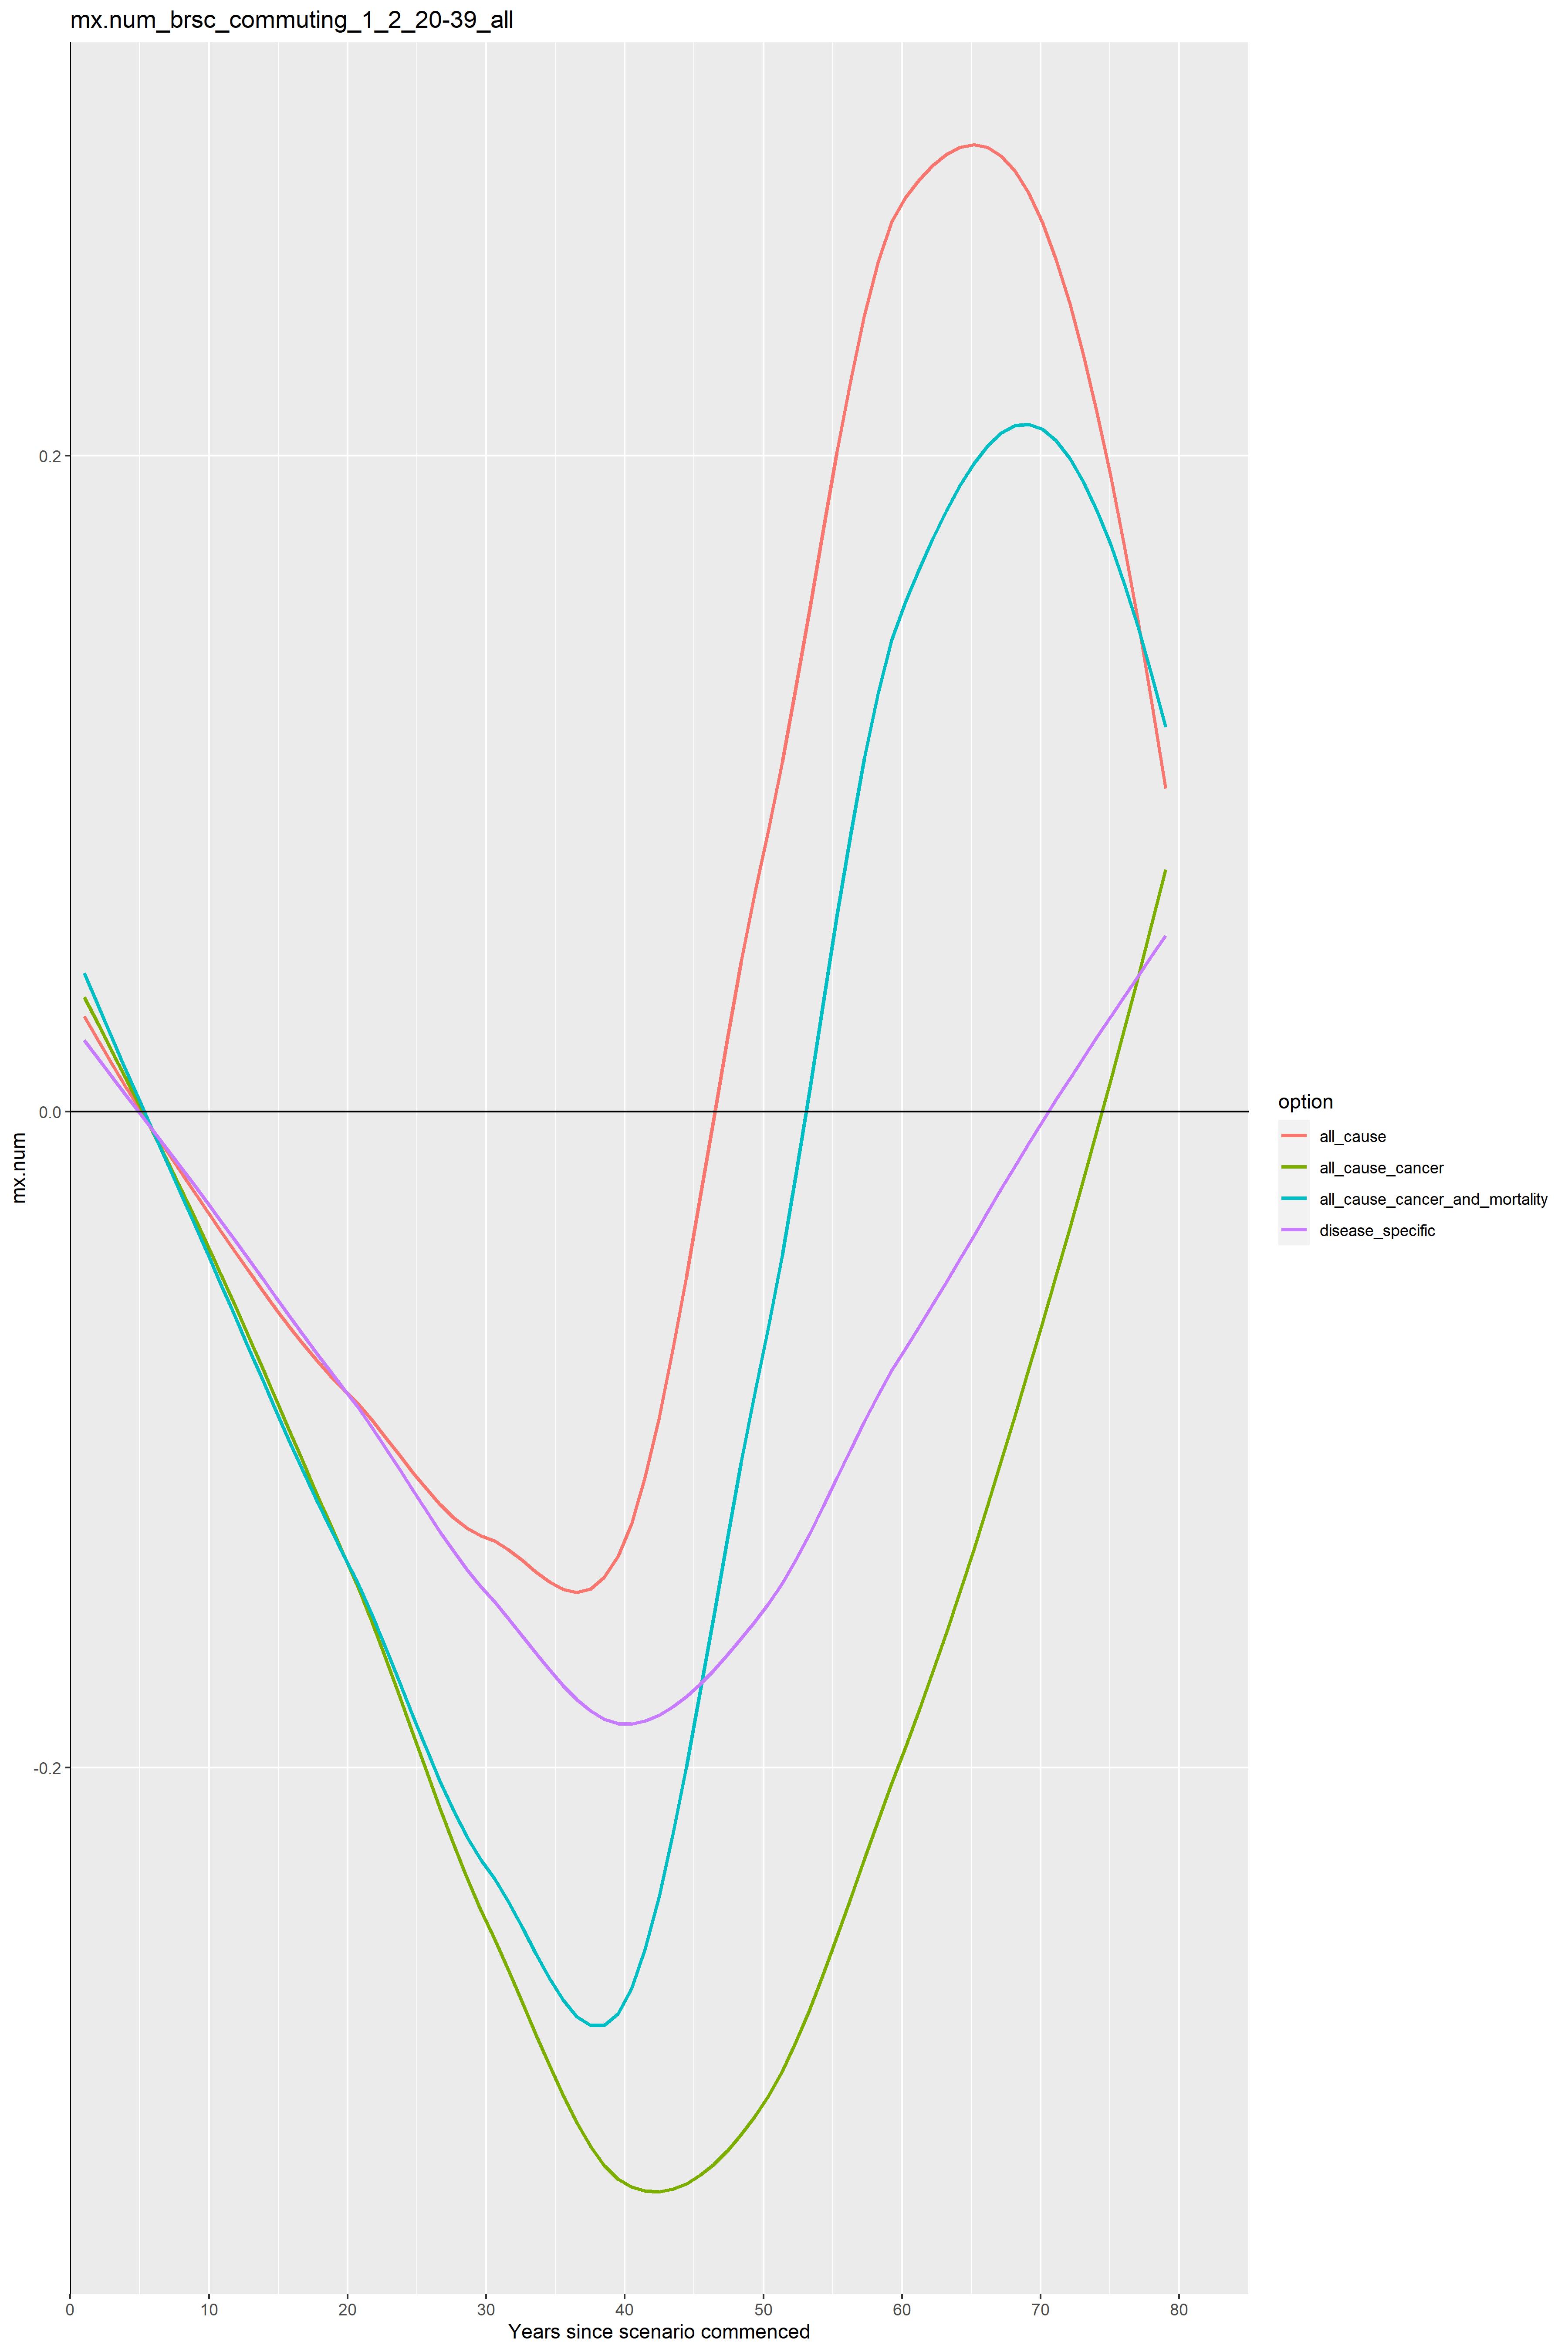 mx.num_brsc_commuting_1_2_20-39_all
mx.num
0.2
0.0
-0.2
0 10 20 30 40 50 60 70 80
Years since scenario commenced
option
all_cause
all_cause_cancer
all_cause_cancer_and_mortality
disease_specific